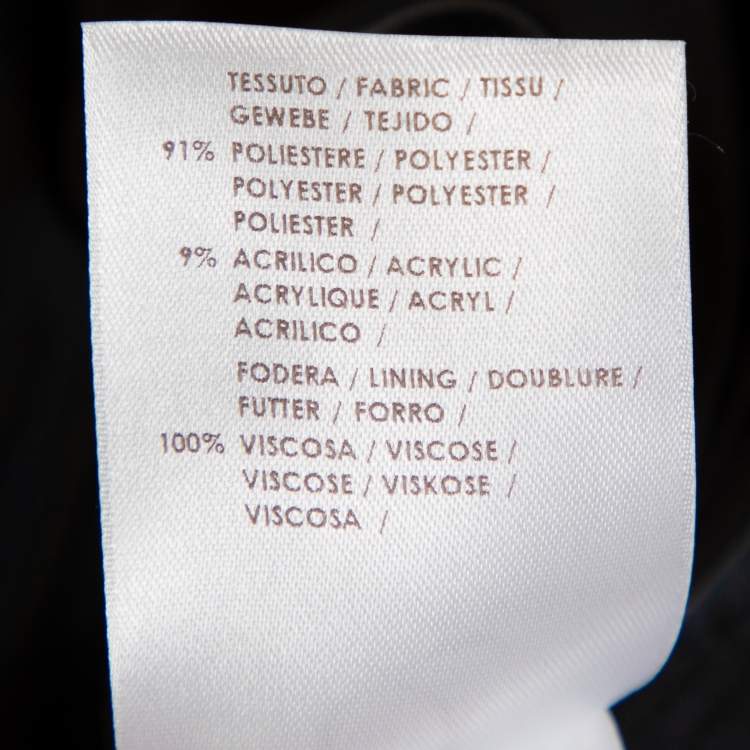 TESSUTO / FABRIC / TISSU /
GEWEBE / TEJIDO /
91% POLIESTERE / POLYESTER /
POLYESTER / POLYESTER /
POLIESTER /
9% ACRILICO / ACRYLIC /
ACRYLIQUE / ACRYL /
ACRILICO /
FODERA / LINING / DOUBLURE /
FUTTER / FORRO /
100% VISCOSA / VISCOSE /
VISCOSE / VISKOSE /
VISCOSA /